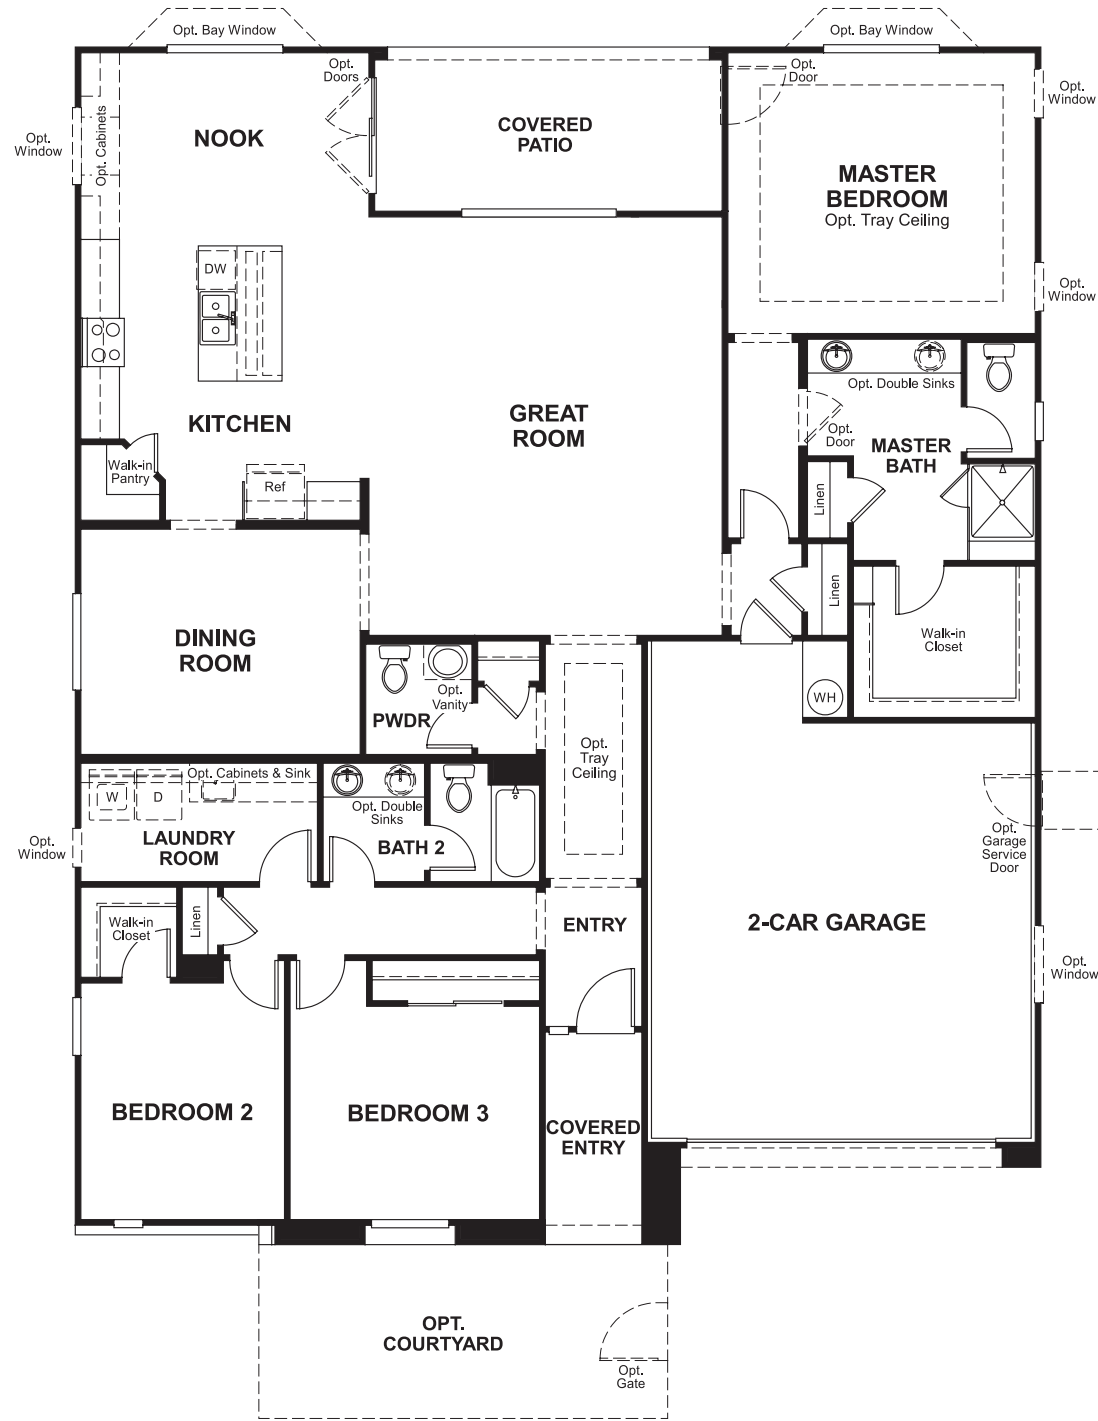 Opt. Bay Window
Opt. Bay Window
Opt.
Doors
Opt.
Door
Opt.
Window
Opt. Cabinets
Opt.
Window
NOOK
COVERED
PATIO
MASTER
BEDROOM
Opt. Tray Ceiling
DW
Opt.
Window
Opt. Double Sinks
KITCHEN
GREAT
ROOM
Opt.
Door
MASTER
BATH
Walk-in
Pantry
Ref
Linen
Linen
DINING
ROOM
Walk-in
Closet
Opt.
Vanity
PWDR
WH
Opt.
Tray
Ceiling
Opt. Cabinets & Sink
W
D
Opt. Double
Sinks
LAUNDRY
ROOM
BATH 2
Opt.
Window
Opt.
Garage
Service
Door
Walk-in
Closet
Linen
ENTRY
2-CAR GARAGE
Opt.
Window
BEDROOM 2
BEDROOM 3
COVERED
ENTRY
OPT.
COURTYARD
Opt.
Gate